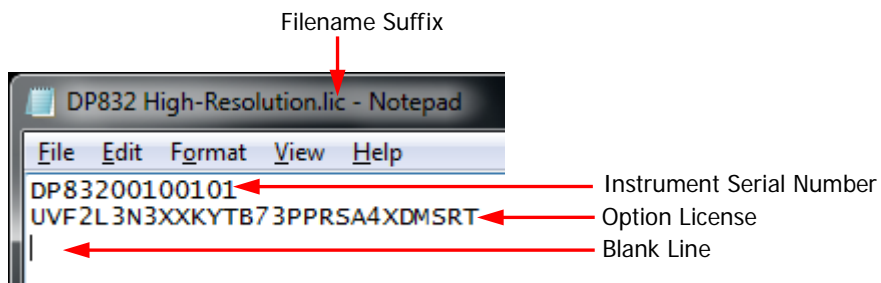 Filename Suffix
DP832 High-Resolution.lic - Notepad
File Edit Format View Help
DP83200100101
Instrument Serial Number
UVF2L3N3XXKYTB73PPRSA4XDMSRT
Option License
Blank Line